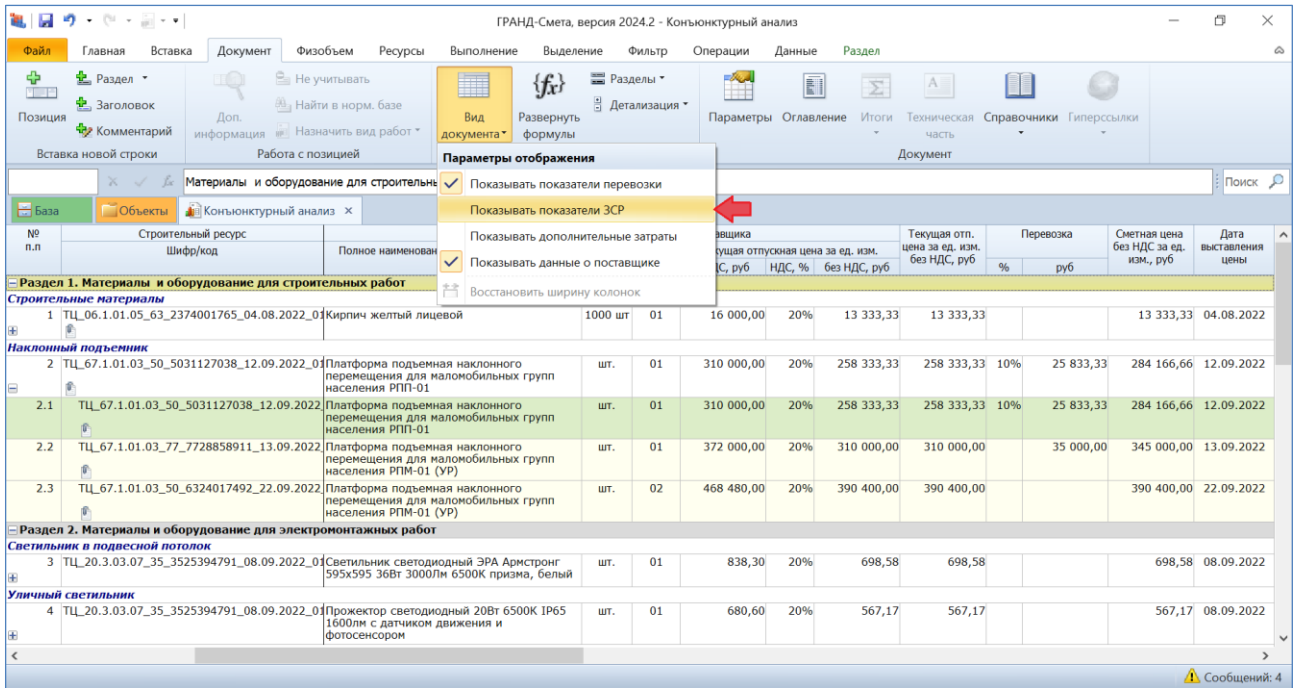 ГРАНД-Смета, версия 2024.2 - Конъюнктурный анализ
Файл Главная Вставка Документ Физобъем Ресурсы Выполнение Выделение Фильтр Операции Данные Раздел
Позиция
Раздел
Заголовок
Комментарий
Вставка новой строки
Доп. информация
Не учитывать
Найти в норм. базе
Назначить вид работ
Работа с позицией
Вид документа
{fx} Развернуть формулы
Разделы
Детализация
Параметры Оглавление Итоги Техническая часть Справочники Гиперссылки
Документ
Параметры отображения
Показывать показатели перевозки
Показывать показатели ЗСР
Показывать дополнительные затраты
Показывать данные о поставщике
Восстановить ширину колонок
fx Материалы и оборудование для строительн
Поиск
База Объекты Конъюнктурный анализ ×
№ п.п Строительный ресурс Текущая отп. цена за ед. изм. без НДС, руб Перевозка Сметная цена без НДС за ед. изм., руб Дата выставления цены
Шифр/код Полное наименован отпускная цена за ед. изм. % руб
руб НДС, % без НДС, руб
Раздел 1. Материалы и оборудование для строительных работ
Строительные материалы
1 ТЦ_06.1.01.05_63_2374001765_04.08.2022_01 Кирпич желтый лицевой 1000 шт 01 16 000,00 20% 13 333,33 13 333,33 13 333,33 04.08.2022
Наклонный подъемник
2 ТЦ_67.1.01.03_50_5031127038_12.09.2022_01 Платформа подъемная наклонного шт. 01 310 000,00 20% 258 333,33 258 333,33 10% 25 833,33 284 166,66 12.09.2022
перемещения для маломобильных групп
населения РПП-01
2.1 ТЦ_67.1.01.03_50_5031127038_12.09.2022_ Платформа подъемная наклонного шт. 01 310 000,00 20% 258 333,33 258 333,33 10% 25 833,33 284 166,66 12.09.2022
перемещения для маломобильных групп
населения РПП-01
2.2 ТЦ_67.1.01.03_77_7728858911_13.09.2022_ Платформа подъемная наклонного шт. 01 372 000,00 20% 310 000,00 310 000,00 35 000,00 345 000,00 13.09.2022
перемещения для маломобильных групп
населения РПМ-01 (УР)
2.3 ТЦ_67.1.01.03_50_6324017492_22.09.2022_ Платформа подъемная наклонного шт. 02 468 480,00 20% 390 400,00 390 400,00 390 400,00 22.09.2022
перемещения для маломобильных групп
населения РПМ-01 (УР)
Раздел 2. Материалы и оборудование для электромонтажных работ
Светильник в подвесной потолок
3 ТЦ_20.3.03.07_35_3525394791_08.09.2022_01 Светильник светодиодный ЭРА Армстронг шт. 01 838,30 20% 698,58 698,58 698,58 08.09.2022
595x595 36Вт 3000Лм 6500К призма, белый
Уличный светильник
4 ТЦ_20.3.03.07_35_3525394791_08.09.2022_01 Прожектор светодиодный 20Вт 6500К IP65 шт. 01 680,60 20% 567,17 567,17 567,17 08.09.2022
1600лм с датчиком движения и
фотосенсором
Сообщений: 4